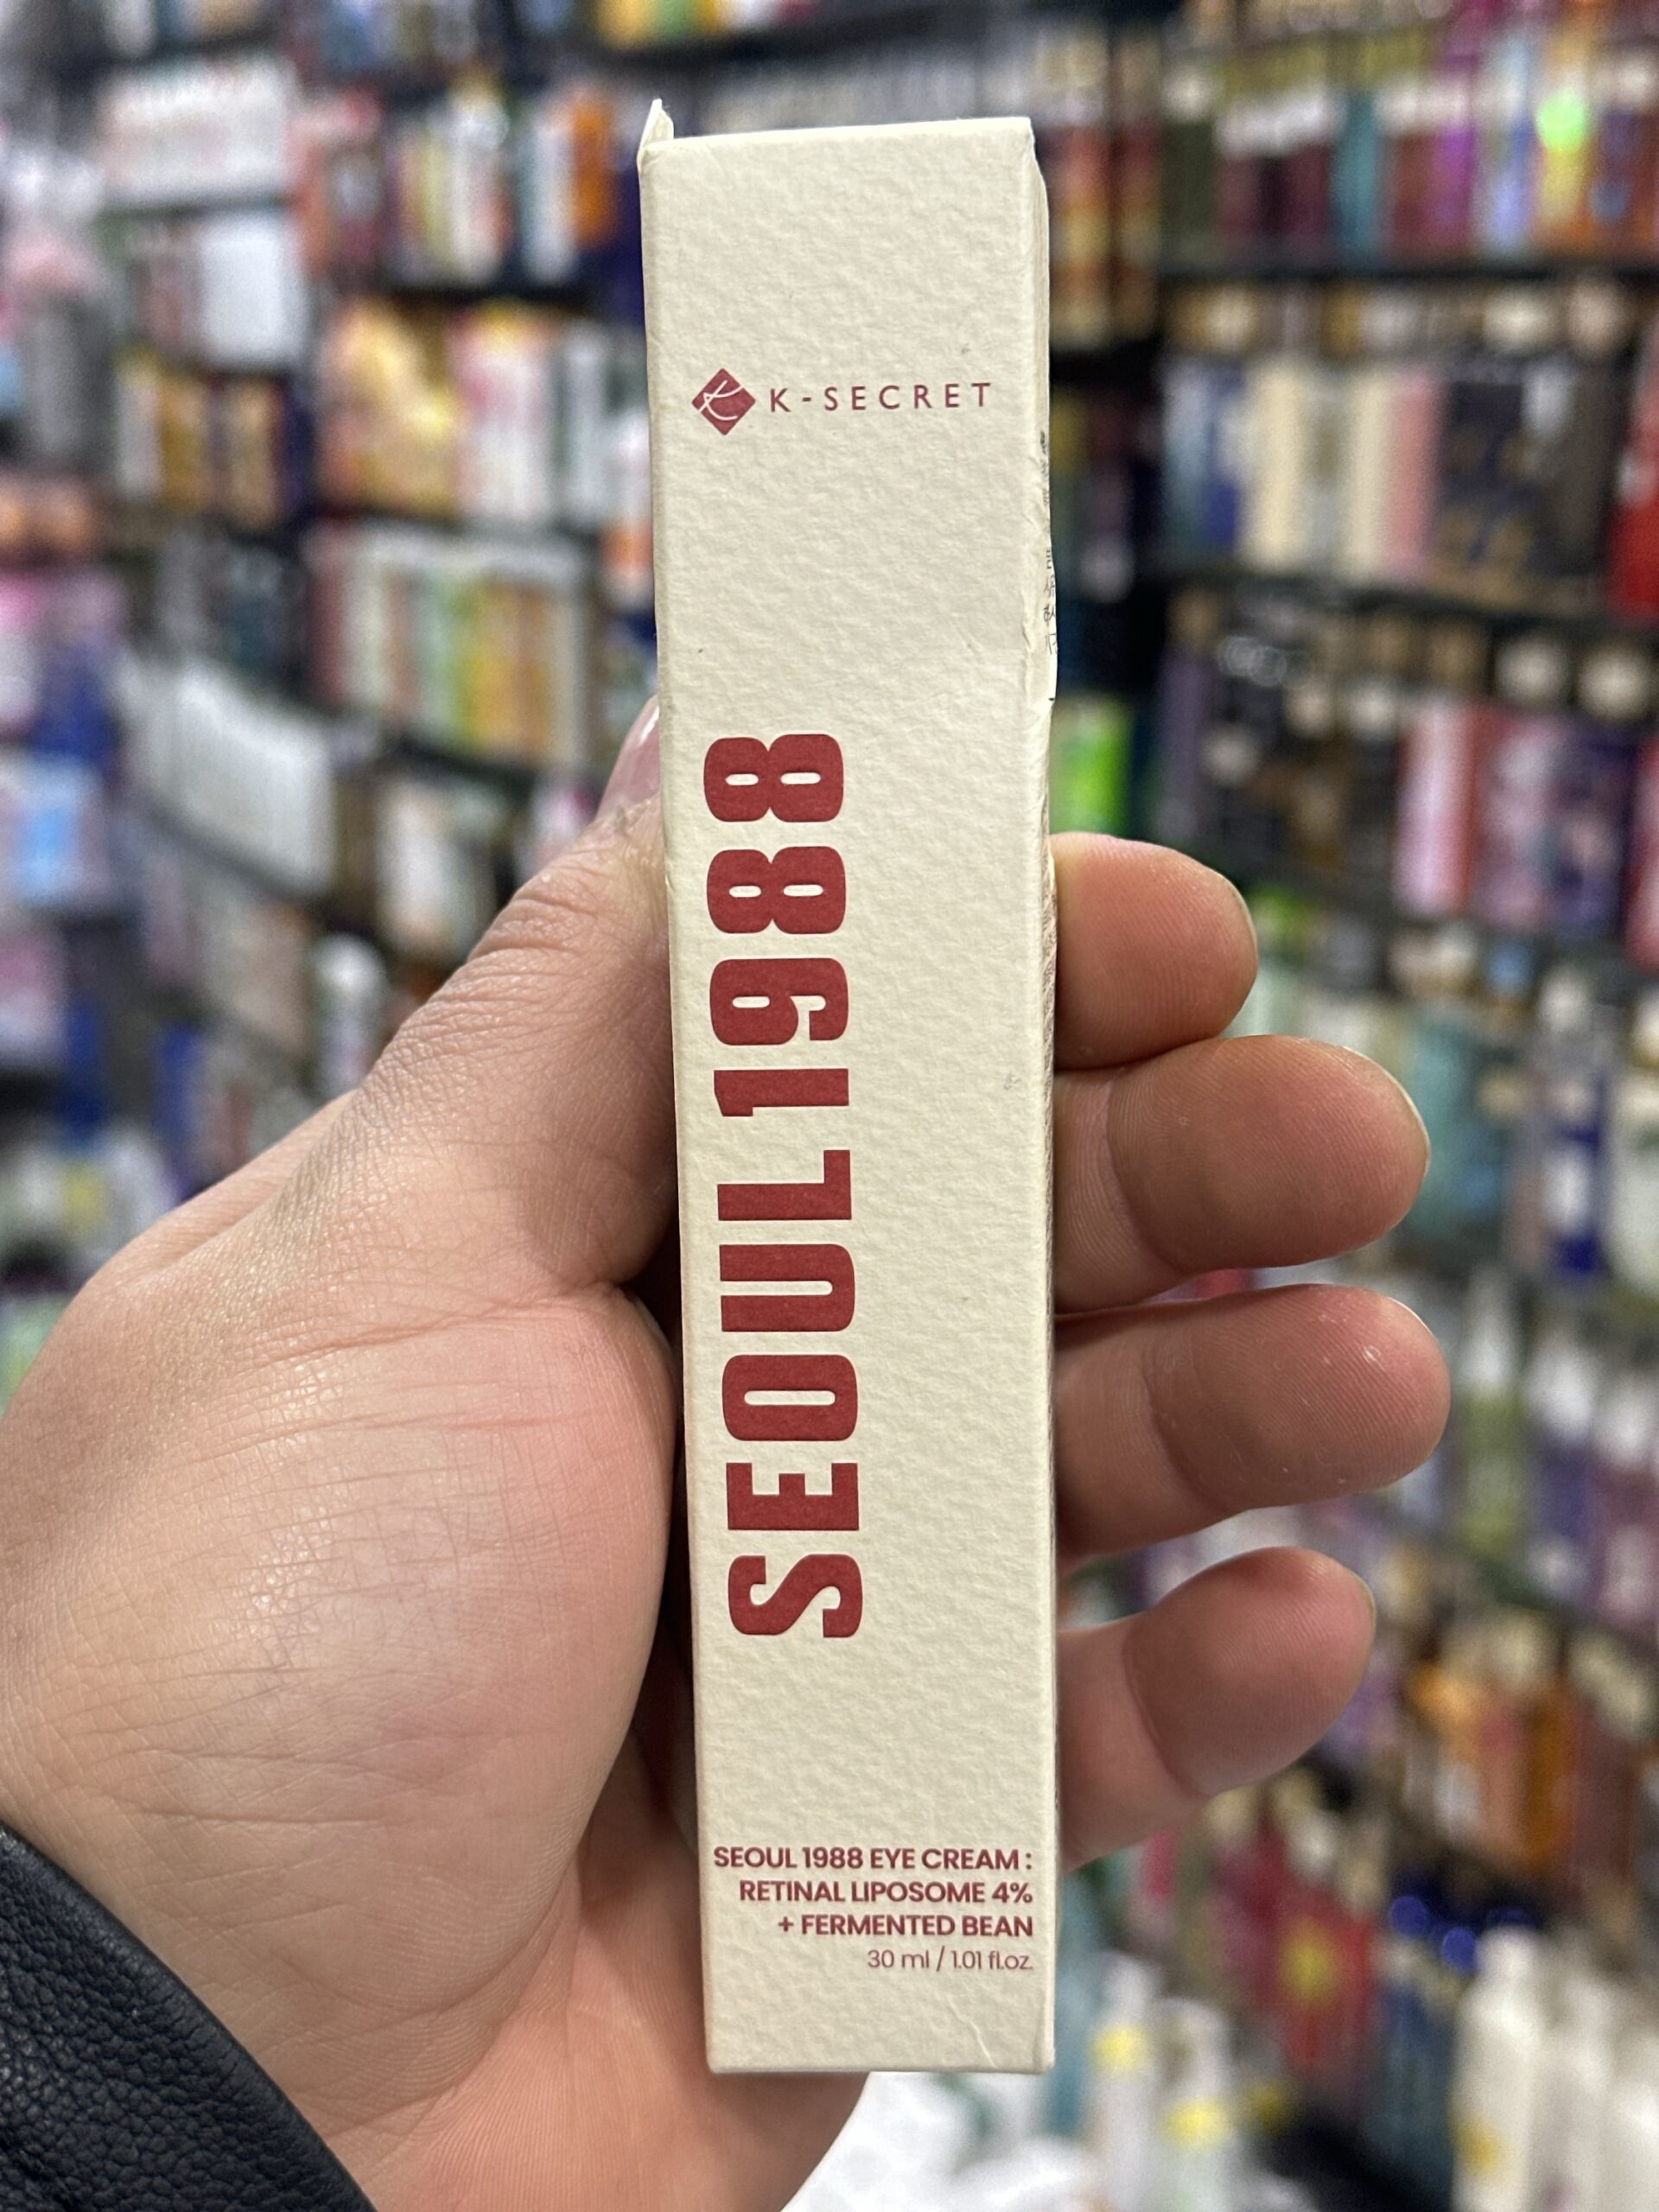 K-SECRET
SEOUL1988
SEOUL 1988 EYE CREAM :
RETINAL LIPOSOME 4%
+ FERMENTED BEAN
30 ml / 1.01 fl.oz.